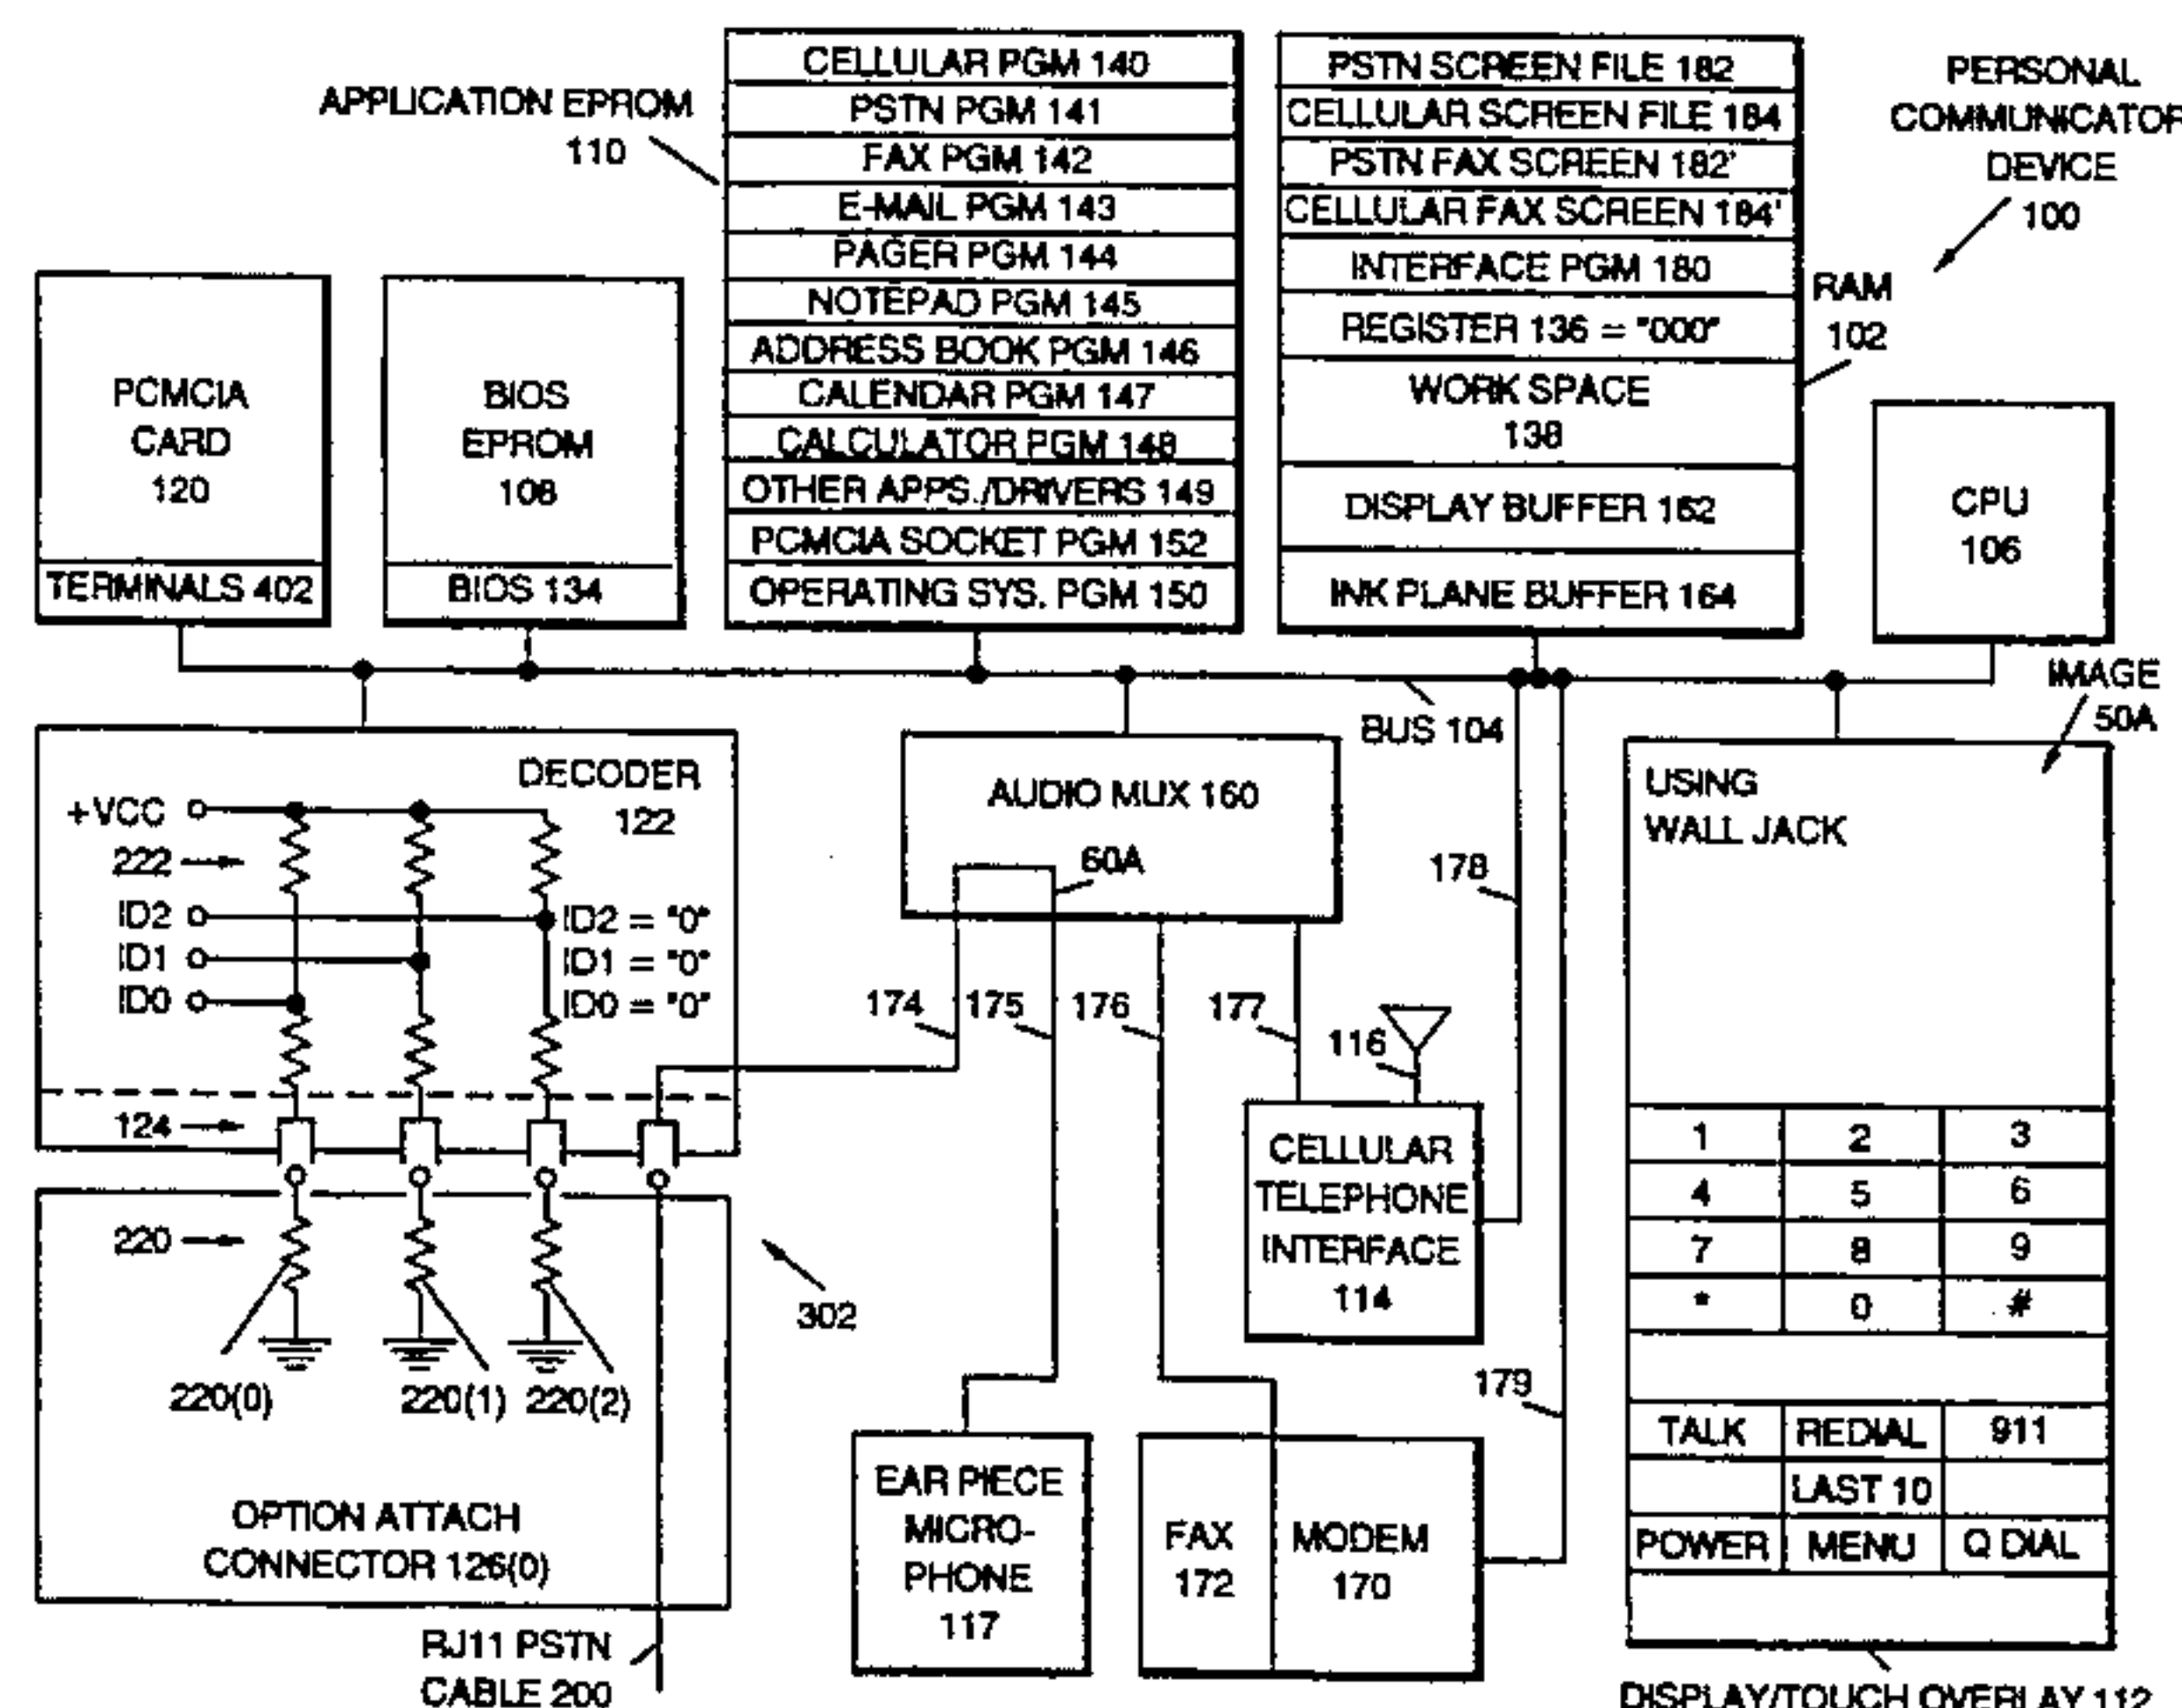 APPLICATION EPROM
110
CELLULAR PGM 140
PSTN PGM 141
FAX PGM 142
E-MAIL PGM 143
PAGER PGM 144
NOTEPAD PGM 145
ADDRESS BOOK PGM 146
CALENDAR PGM 147
CALCULATOR PGM 148
OTHER APPS./DRIVERS 149
PCMCIA SOCKET PGM 152
OPERATING SYS. PGM 150
PSTN SCREEN FILE 182
CELLULAR SCREEN FILE 184
PSTN FAX SCREEN 182'
CELLULAR FAX SCREEN 184'
INTERFACE PGM 180
REGISTER 136 = "000"
WORK SPACE
138
DISPLAY BUFFER 162
INK PLANE BUFFER 164
PERSONAL
COMMUNICATOR
DEVICE
100
RAM
102
PCMCIA
CARD
120
TERMINALS 402
BIOS
EPROM
108
BIOS 134
CPU
106
BUS 104
IMAGE
50A
DECODER
122
+VCC
222
ID2
ID1
ID0
ID2 = "0"
ID1 = "0"
ID0 = "0"
124
220
220(0)
220(1)
220(2)
302
OPTION ATTACH
CONNECTOR 126(0)
RJ11 PSTN
CABLE 200
AUDIO MUX 160
60A
174
175
176
177
178
116
CELLULAR
TELEPHONE
INTERFACE
114
179
EAR PIECE
MICRO-
PHONE
117
FAX
172
MODEM
170
USING
WALL JACK
1 2 3
4 5 6
7 8 9
* 0 #
TALK REDIAL 911
LAST 10
POWER MENU Q DIAL
DISPLAY/TOUCH OVERLAY 112